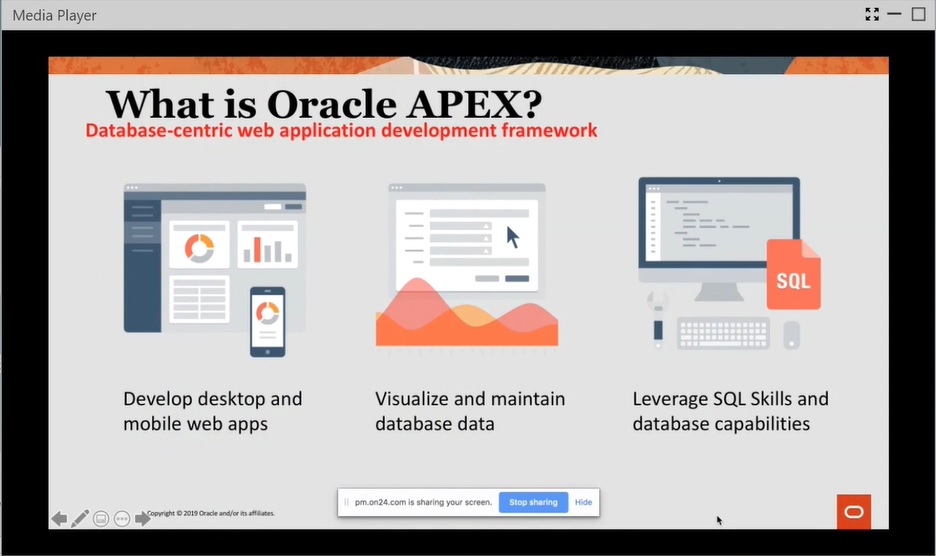 Media Player
What is Oracle APEX?
Database-centric web application development framework
SQL
Develop desktop and
mobile web apps
Visualize and maintain
database data
Leverage SQL Skills and
database capabilities
pm.on24.com is sharing your screen. Stop sharing Hide
Copyright © 2019 Oracle and/or its affiliates.